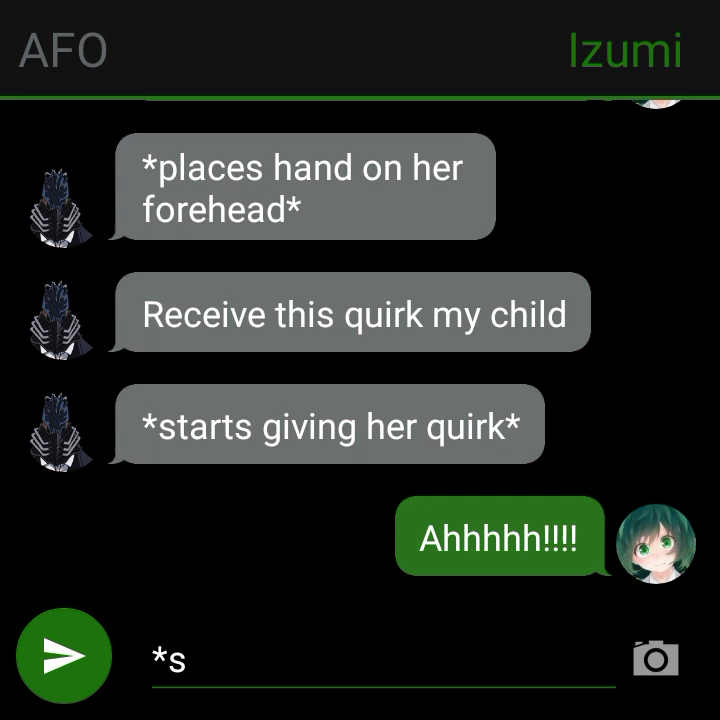 AFO
Izumi
*places hand on her
forehead*
Receive this quirk my child
*starts giving her quirk*
Ahhhhh!!!!
*s